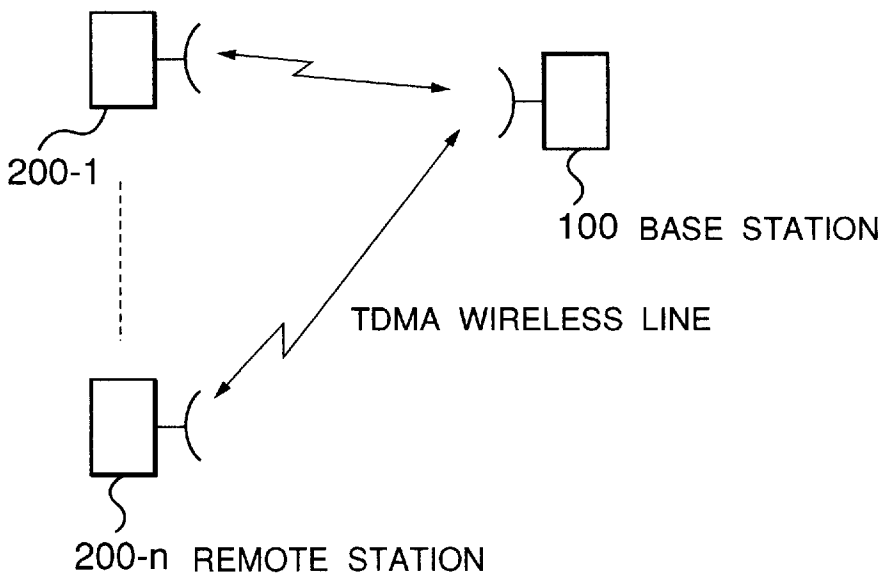 200-1
100 BASE STATION
TDMA WIRELESS LINE
200-n REMOTE STATION